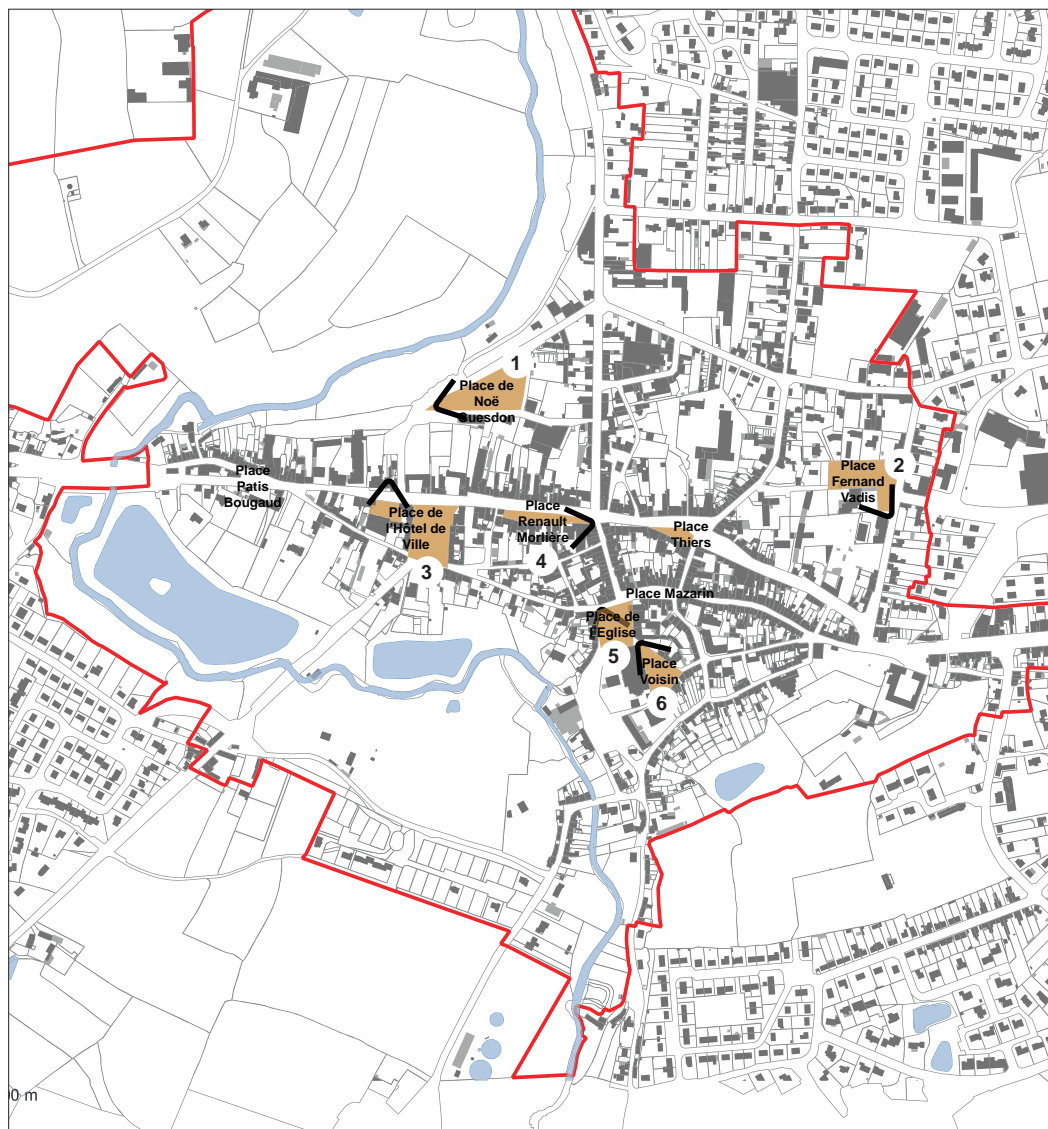 1
Place de
Noë
Guesdon
2
Place
Fernand
Vadis
Place
Patis
Bougaud
Place de
l'Hôtel de
Ville
3
Place
Renault
Morlière
4
Place
Thiers
Place Mazarin
Place de
l'Eglise
5
Place
Voisin
6
00 m